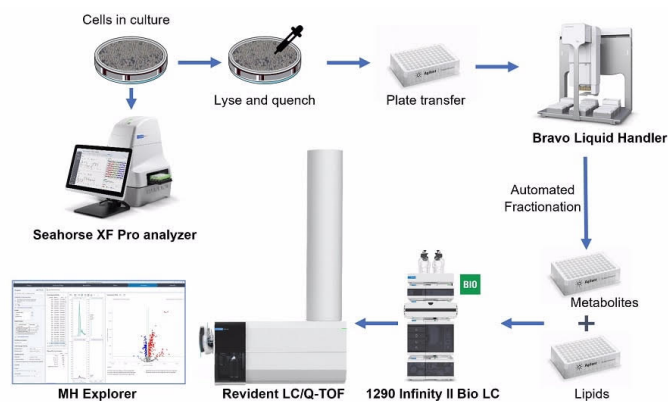 Cells in culture
Lyse and quench
Plate transfer
Bravo Liquid Handler
Seahorse XF Pro analyzer
Automated
Fractionation
BIO
Metabolites
+
Lipids
MH Explorer
Revident LC/Q-TOF
1290 Infinity II Bio LC